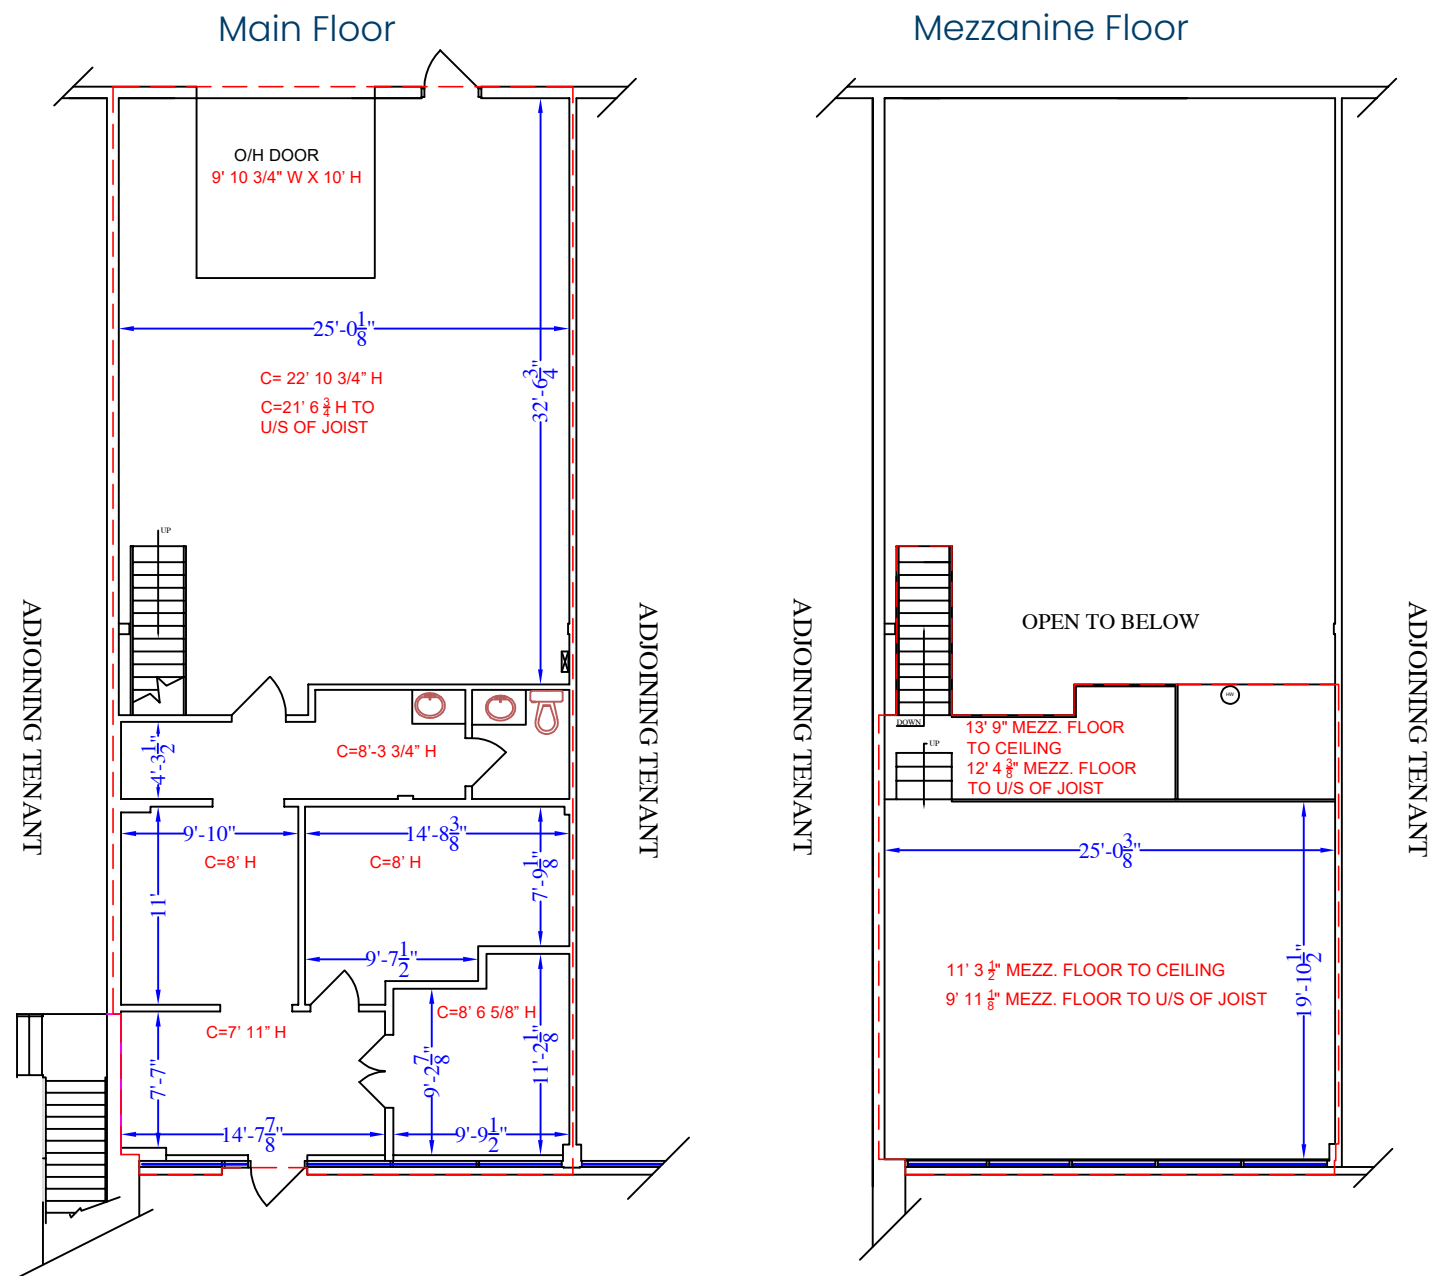 Main Floor
Mezzanine Floor
O/H DOOR
9' 10 3/4" W X 10' H
25'-0 1/8"
32'-6 3/4"
C= 22' 10 3/4" H
C=21' 6 3/4 H TO
U/S OF JOIST
UP
ADJOINING TENANT
ADJOINING TENANT
C=8'-3 3/4" H
4'-3 1/2"
9'-10"
14'-8 3/8"
C=8' H
C=8' H
7'-9 1/8"
11'
9'-7 1/2"
C=8' 6 5/8" H
C=7' 11" H
7'-7"
9'-2 7/8"
11'-2 1/8"
14'-7 7/8"
9'-9 1/2"
ADJOINING TENANT
ADJOINING TENANT
OPEN TO BELOW
HW
DOWN
UP
13' 9" MEZZ. FLOOR
TO CEILING
12' 4 3/8" MEZZ. FLOOR
TO U/S OF JOIST
25'-0 3/8"
19'-10 1/2"
11' 3 1/2" MEZZ. FLOOR TO CEILING
9' 11 1/8" MEZZ. FLOOR TO U/S OF JOIST